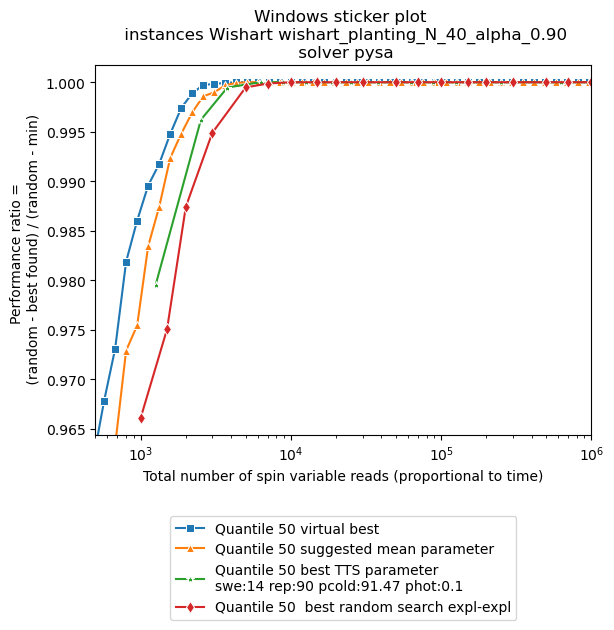 Windows sticker plot
instances Wishart wishart_planting_N_40_alpha_0.90
solver pysa
Performance ratio =
(random - best found) / (random - min)
1.000
0.995
0.990
0.985
0.980
0.975
0.970
0.965
10³
10⁴
10⁵
10⁶
Total number of spin variable reads (proportional to time)
Quantile 50 virtual best
Quantile 50 suggested mean parameter
Quantile 50 best TTS parameter
swe:14 rep:90 pcold:91.47 phot:0.1
Quantile 50  best random search expl-expl